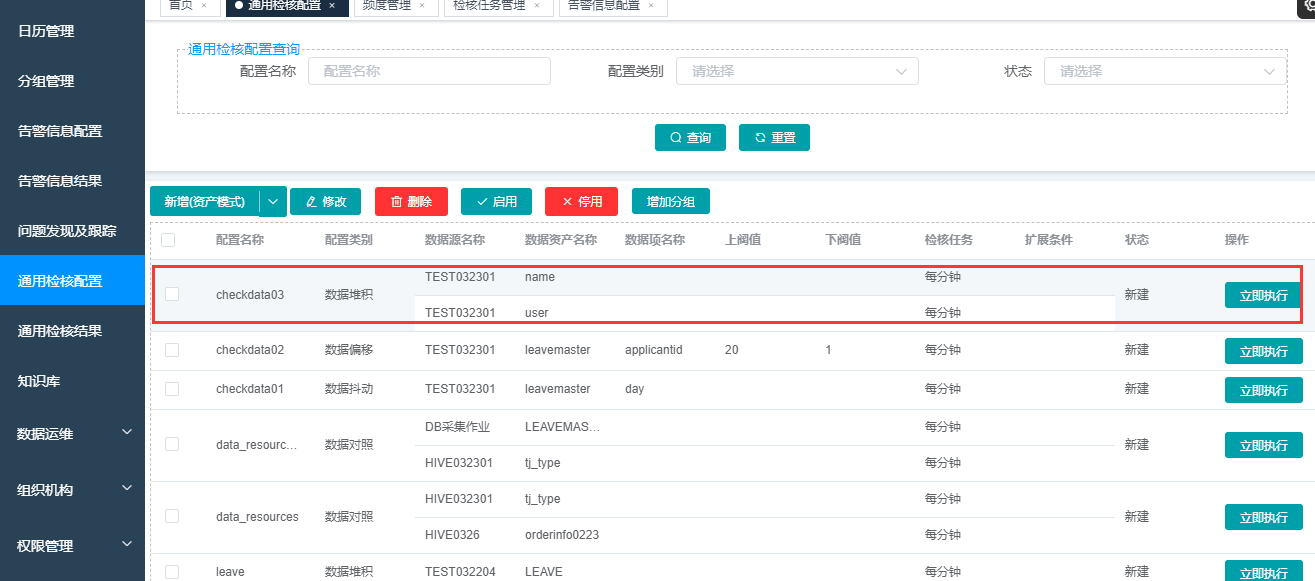 首页 × 通用检核配置 × 频度管理 × 检核任务管理 × 告警信息配置 ×
日历管理
分组管理
告警信息配置
告警信息结果
问题发现及跟踪
通用检核配置
通用检核结果
知识库
数据运维
组织机构
权限管理
通用检核配置查询
配置名称 配置名称 配置类别 请选择 状态 请选择
查询 重置
新增(资产模式) 修改 删除 启用 停用 增加分组
配置名称 配置类别 数据源名称 数据资产名称 数据项名称 上阀值 下阀值 检核任务 扩展条件 状态 操作
checkdata03 数据堆积 TEST032301 name 每分钟 新建 立即执行
TEST032301 user 每分钟
checkdata02 数据偏移 TEST032301 leavemaster applicantid 20 1 每分钟 新建 立即执行
checkdata01 数据抖动 TEST032301 leavemaster day 每分钟 新建 立即执行
data_resourc... 数据对照 DB采集作业 LEAVEMAS... 每分钟 新建 立即执行
HIVE032301 tj_type 每分钟
data_resources 数据对照 HIVE032301 tj_type 每分钟 新建 立即执行
HIVE0326 orderinfo0223 每分钟
leave 数据堆积 TEST032204 LEAVE 每分钟 新建 立即执行